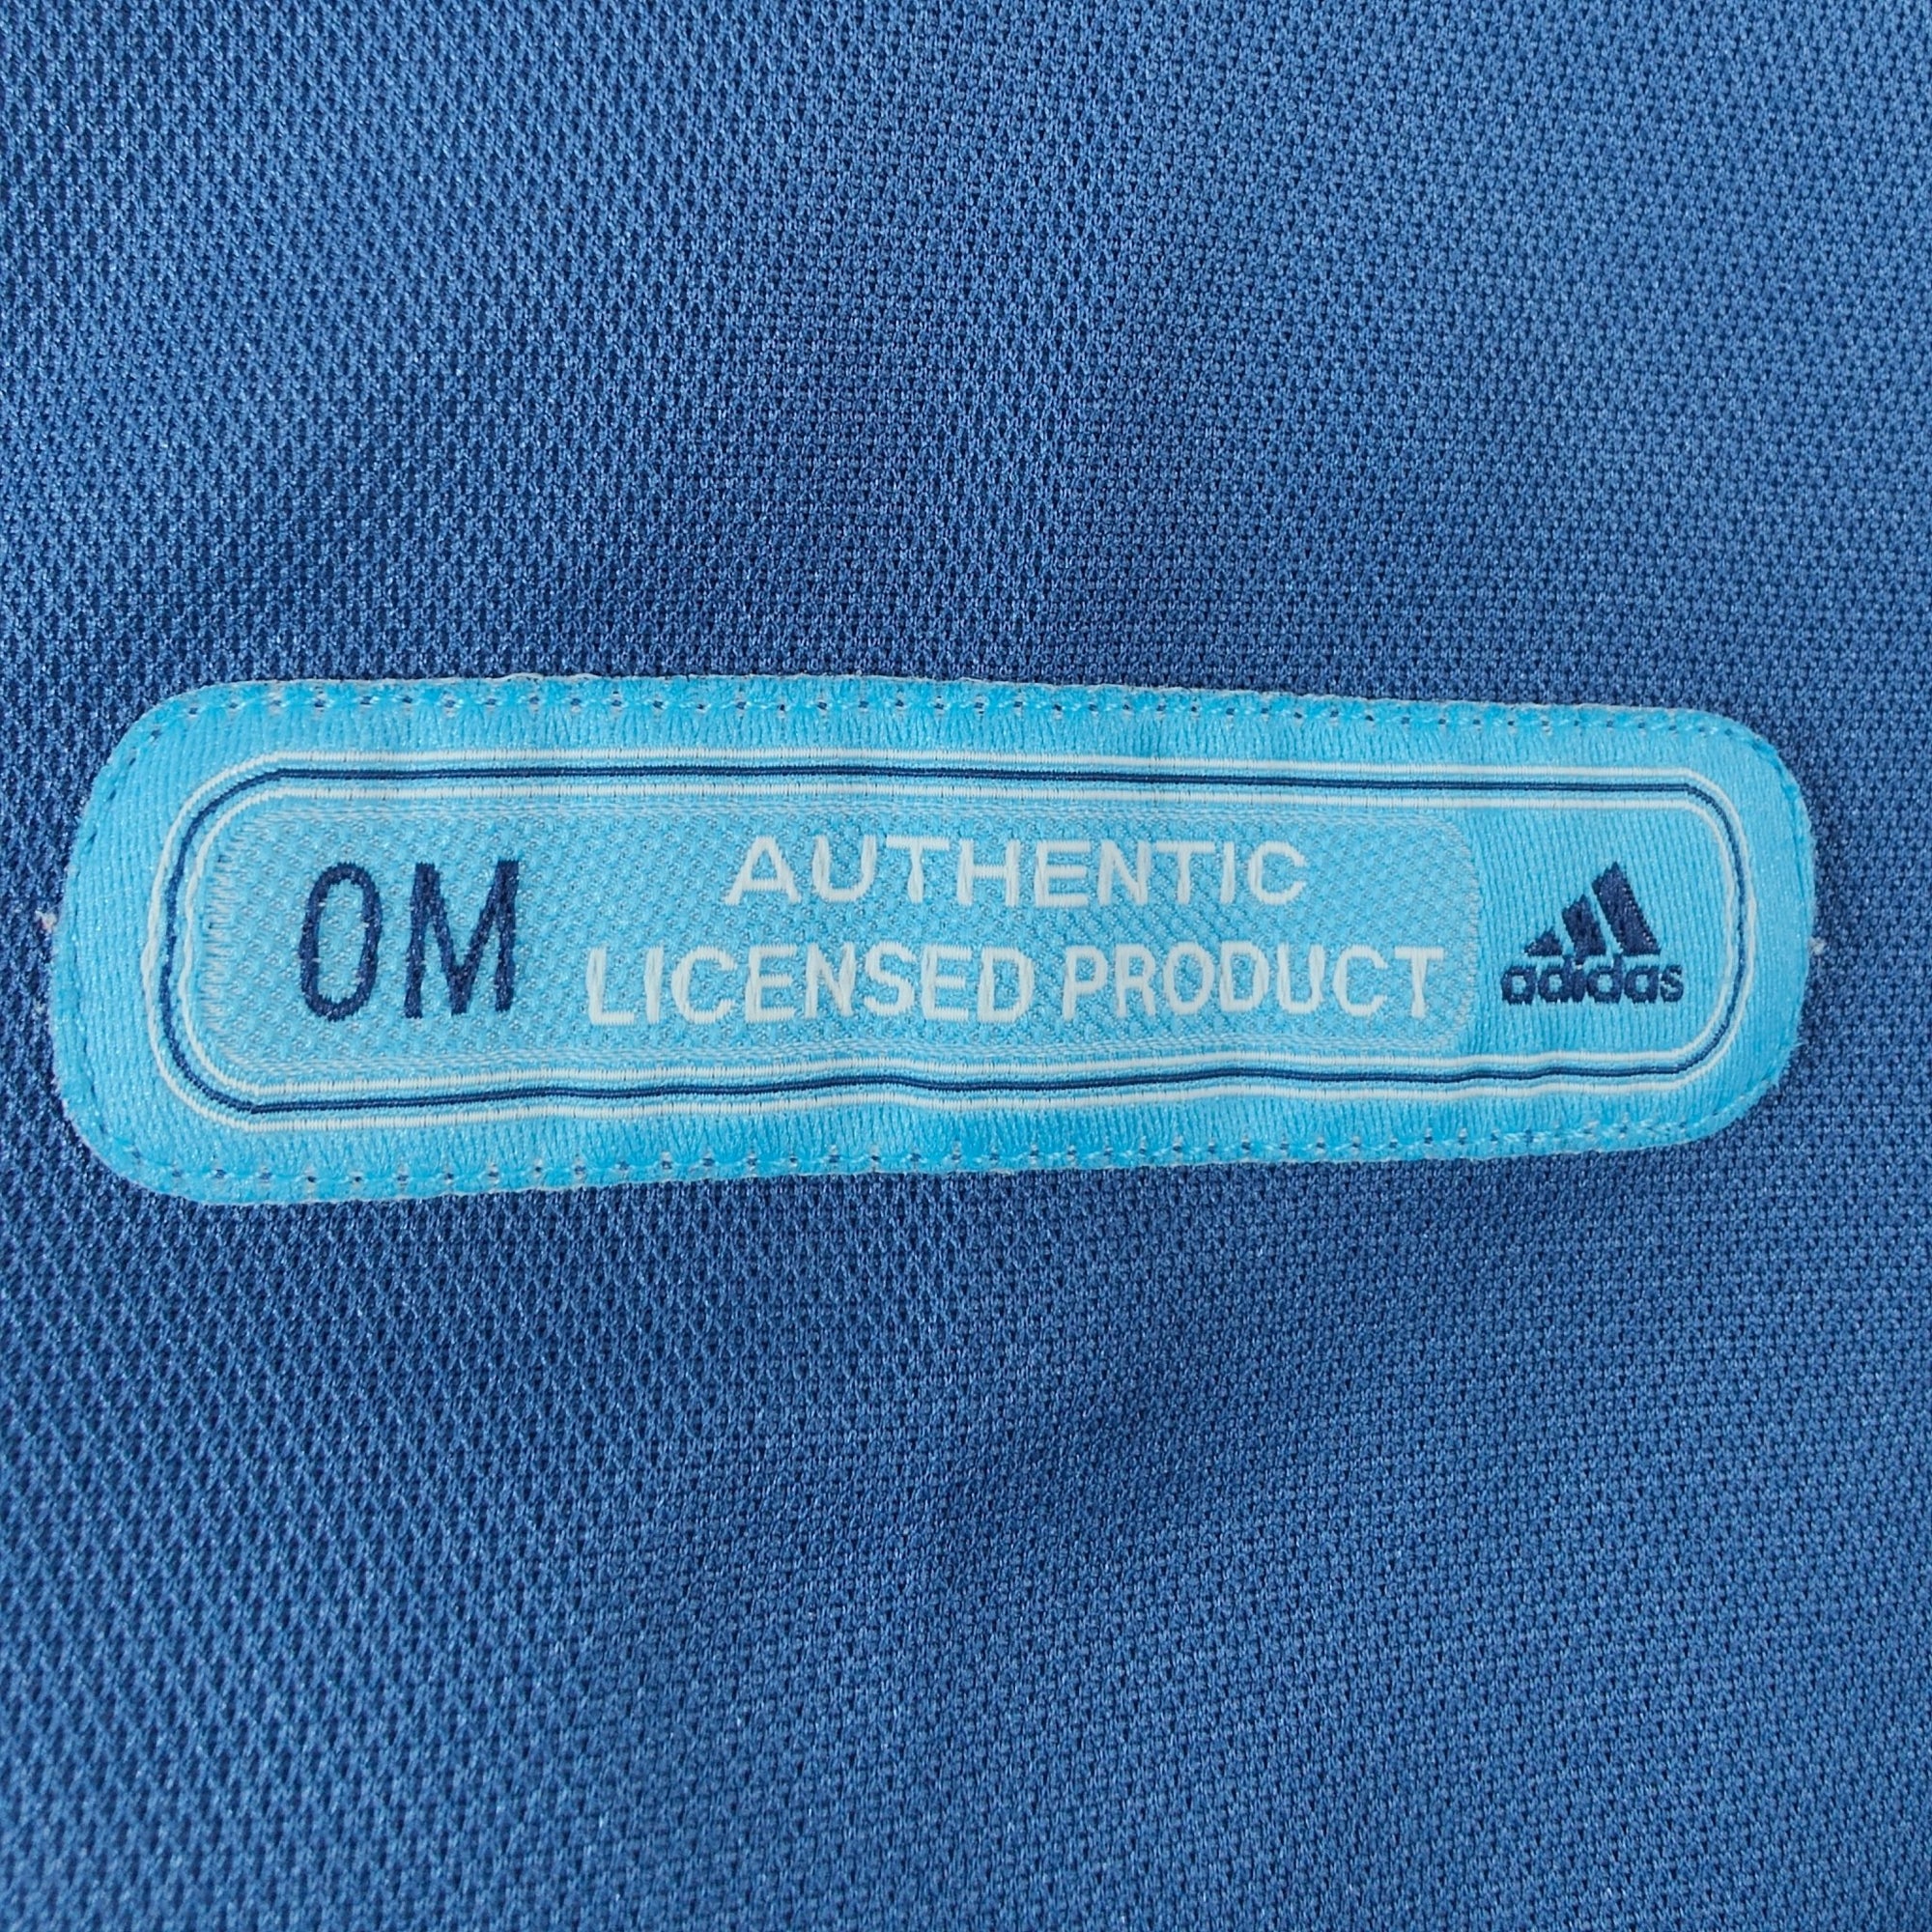 OM
AUTHENTIC
LICENSED PRODUCT
adidas